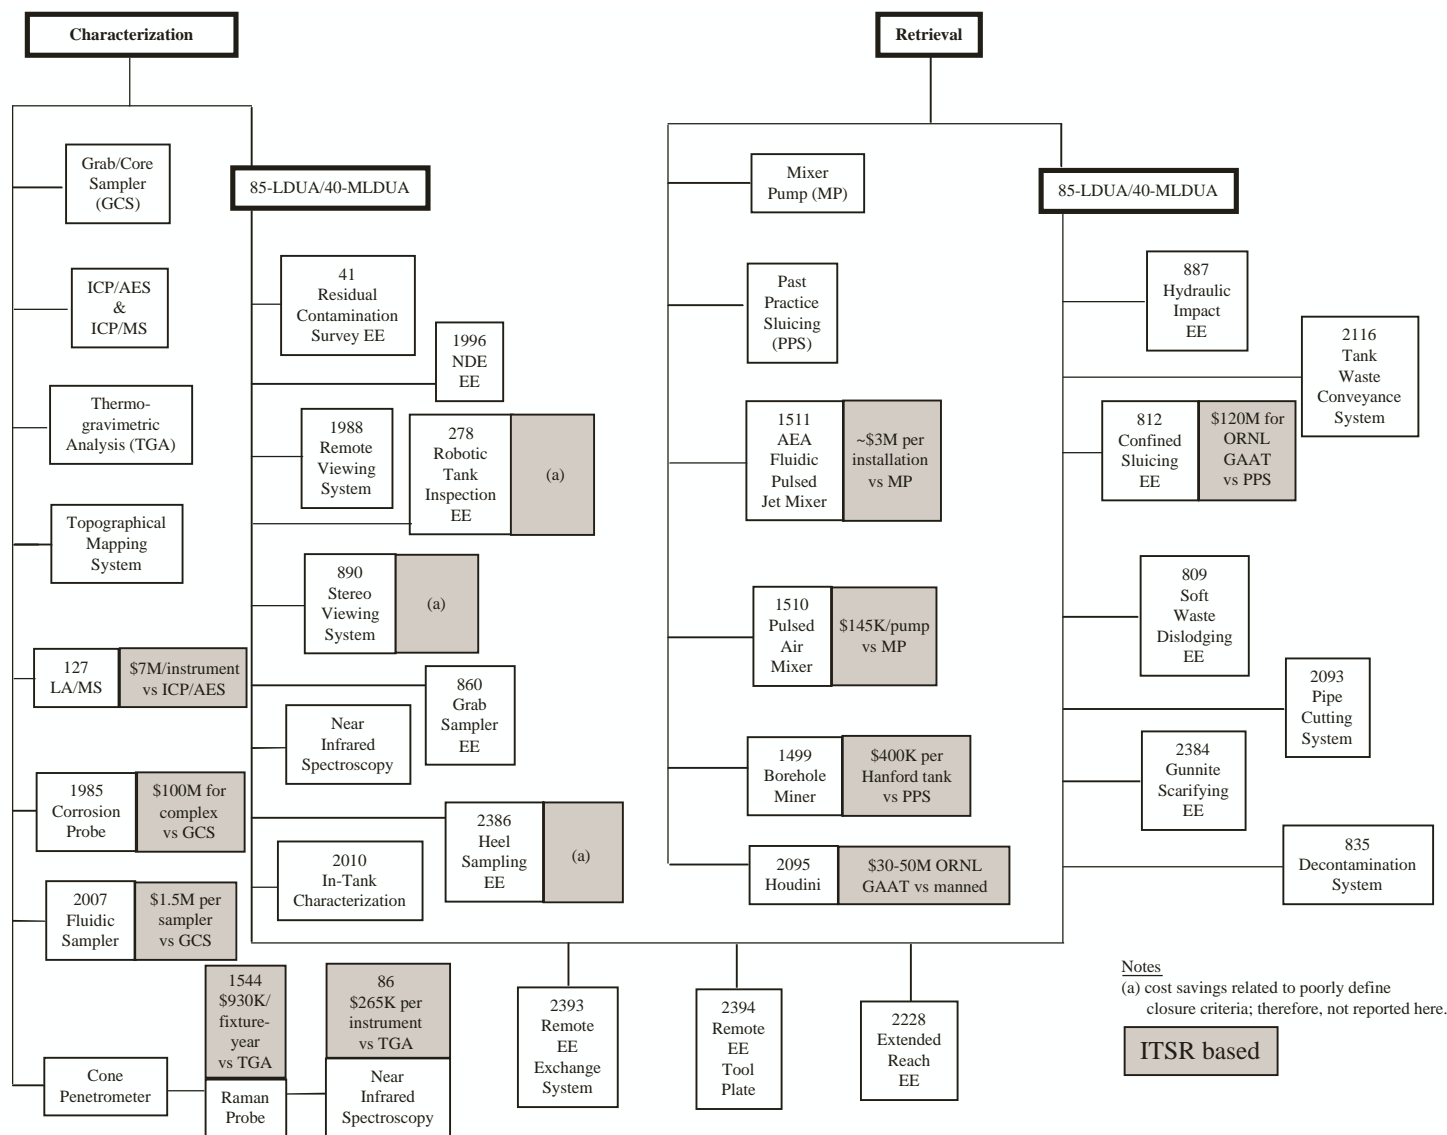 Characterization
Grab/Core
Sampler
(GCS)
ICP/AES
&
ICP/MS
Thermo-
gravimetric
Analysis (TGA)
Topographical
Mapping
System
127
LA/MS
$7M/instrument
vs ICP/AES
1985
Corrosion
Probe
$100M for
complex
vs GCS
2007
Fluidic
Sampler
$1.5M per
sampler
vs GCS
Cone
Penetrometer
1544
$930K/
fixture-
year
vs TGA
Raman
Probe
86
$265K per
instrument
vs TGA
Near
Infrared
Spectroscopy
85-LDUA/40-MLDUA
41
Residual
Contamination
Survey EE
1996
NDE
EE
1988
Remote
Viewing
System
278
Robotic
Tank
Inspection
EE
(a)
890
Stereo
Viewing
System
(a)
860
Grab
Sampler
EE
Near
Infrared
Spectroscopy
2386
Heel
Sampling
EE
(a)
2010
In-Tank
Characterization
Retrieval
Mixer
Pump (MP)
Past
Practice
Sluicing
(PPS)
1511
AEA
Fluidic
Pulsed
Jet Mixer
~$3M per
installation
vs MP
1510
Pulsed
Air
Mixer
$145K/pump
vs MP
1499
Borehole
Miner
$400K per
Hanford tank
vs PPS
2095
Houdini
$30-50M ORNL
GAAT vs manned
85-LDUA/40-MLDUA
887
Hydraulic
Impact
EE
2116
Tank
Waste
Conveyance
System
812
Confined
Sluicing
EE
$120M for
ORNL
GAAT
vs PPS
809
Soft
Waste
Dislodging
EE
2093
Pipe
Cutting
System
2384
Gunnite
Scarifying
EE
835
Decontamination
System
2393
Remote
EE
Exchange
System
2394
Remote
EE
Tool
Plate
2228
Extended
Reach
EE
Notes
(a) cost savings related to poorly define
closure criteria; therefore, not reported here.
ITSR based